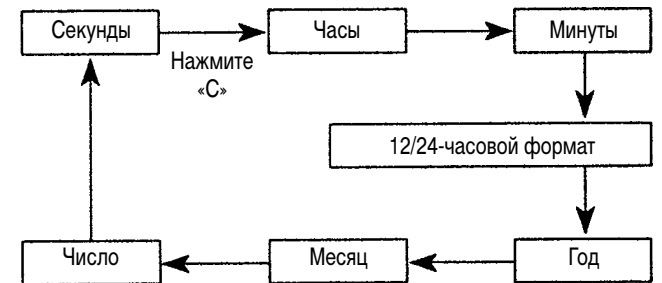 Секунды
Часы
Минуты
Нажмите
«С»
12/24-часовой формат
Число
Месяц
Год